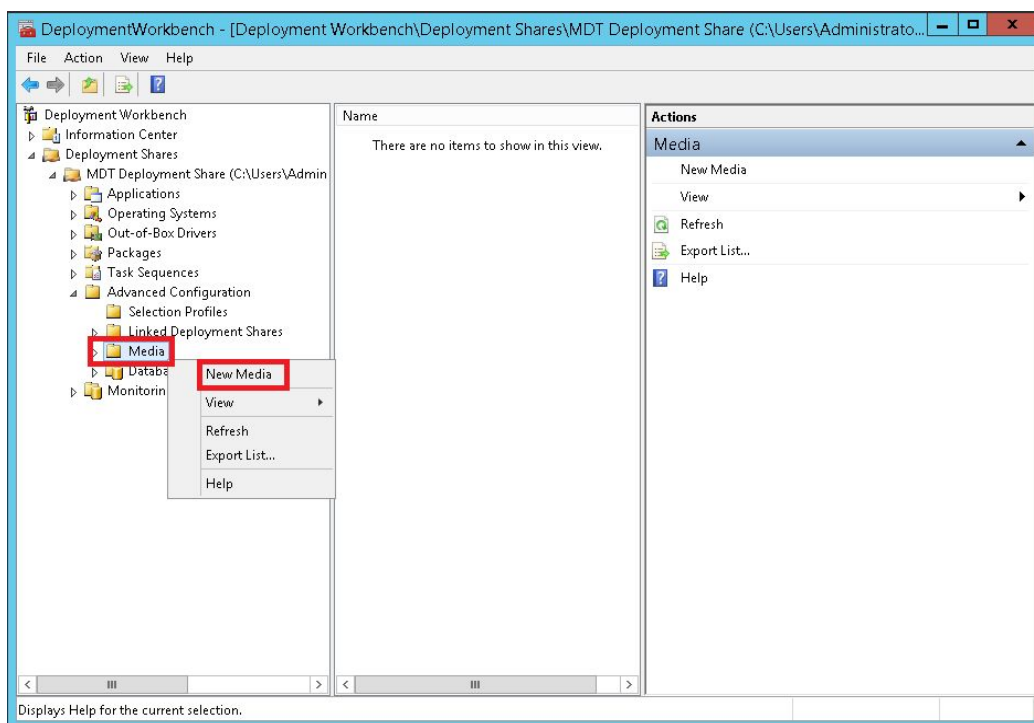 DeploymentWorkbench - [Deployment Workbench\Deployment Shares\MDT Deployment Share (C:\Users\Administrato...
File Action View Help
Deployment Workbench
Information Center
Deployment Shares
MDT Deployment Share (C:\Users\Admin
Applications
Operating Systems
Out-of-Box Drivers
Packages
Task Sequences
Advanced Configuration
Selection Profiles
Linked Deployment Shares
Media
Databa
Monitorin
New Media
View
Refresh
Export List...
Help
Name
There are no items to show in this view.
Actions
Media
New Media
View
Refresh
Export List...
Help
Displays Help for the current selection.